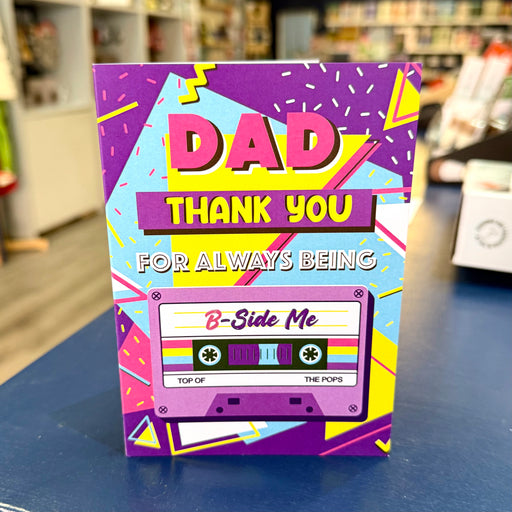 DAD
THANK YOU
FOR ALWAYS BEING
B-Side Me
TOP OF THE POPS